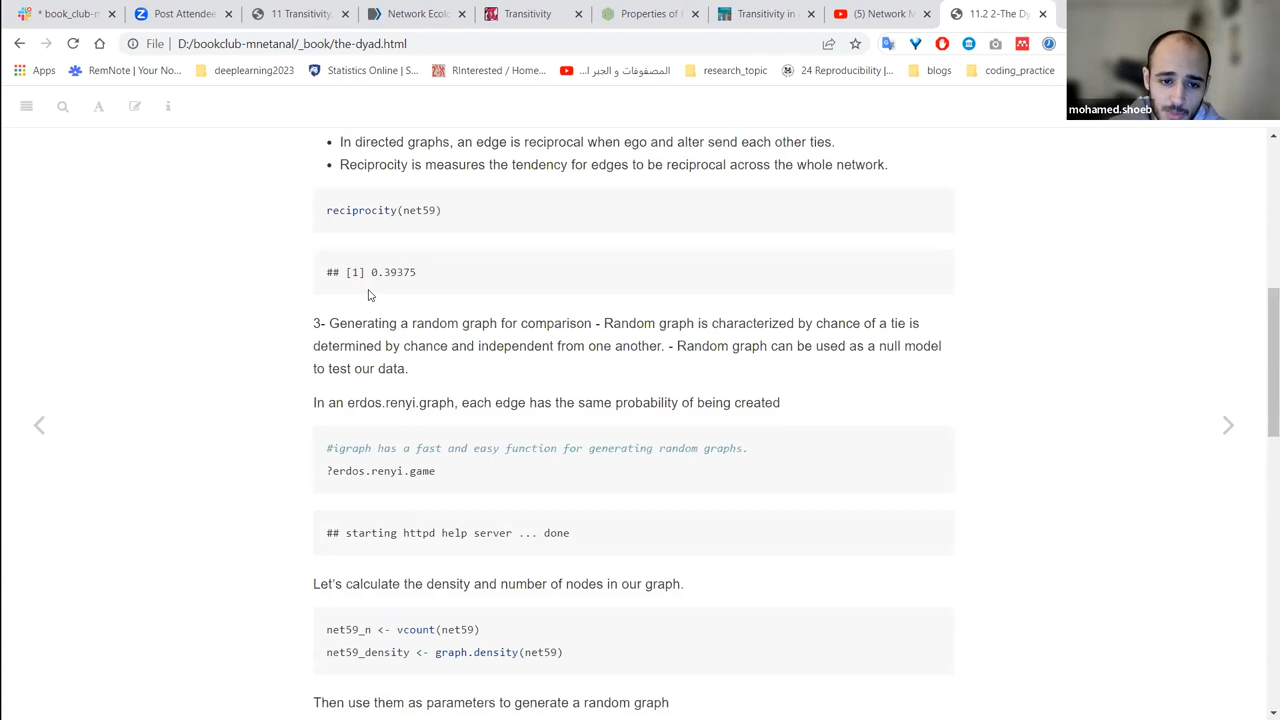 * book_club-m
Post Attendee
11 Transitivity,
Network Ecolo
Transitivity
Properties of
Transitivity in
(5) Network M
11.2 2-The Dy
File D:/bookclub-mnetanal/_book/the-dyad.html
Apps
RemNote | Your No...
deeplearning2023
Statistics Online | S...
RInterested / Home...
المصفوفات و الجبر ا...
research_topic
24 Reproducibility |...
blogs
coding_practice
mohamed.shoeb
• In directed graphs, an edge is reciprocal when ego and alter send each other ties.
• Reciprocity is measures the tendency for edges to be reciprocal across the whole network.
reciprocity(net59)
## [1] 0.39375
3- Generating a random graph for comparison - Random graph is characterized by chance of a tie is
determined by chance and independent from one another. - Random graph can be used as a null model
to test our data.
In an erdos.renyi.graph, each edge has the same probability of being created
#igraph has a fast and easy function for generating random graphs.
?erdos.renyi.game
## starting httpd help server ... done
Let's calculate the density and number of nodes in our graph.
net59_n <- vcount(net59)
net59_density <- graph.density(net59)
Then use them as parameters to generate a random graph